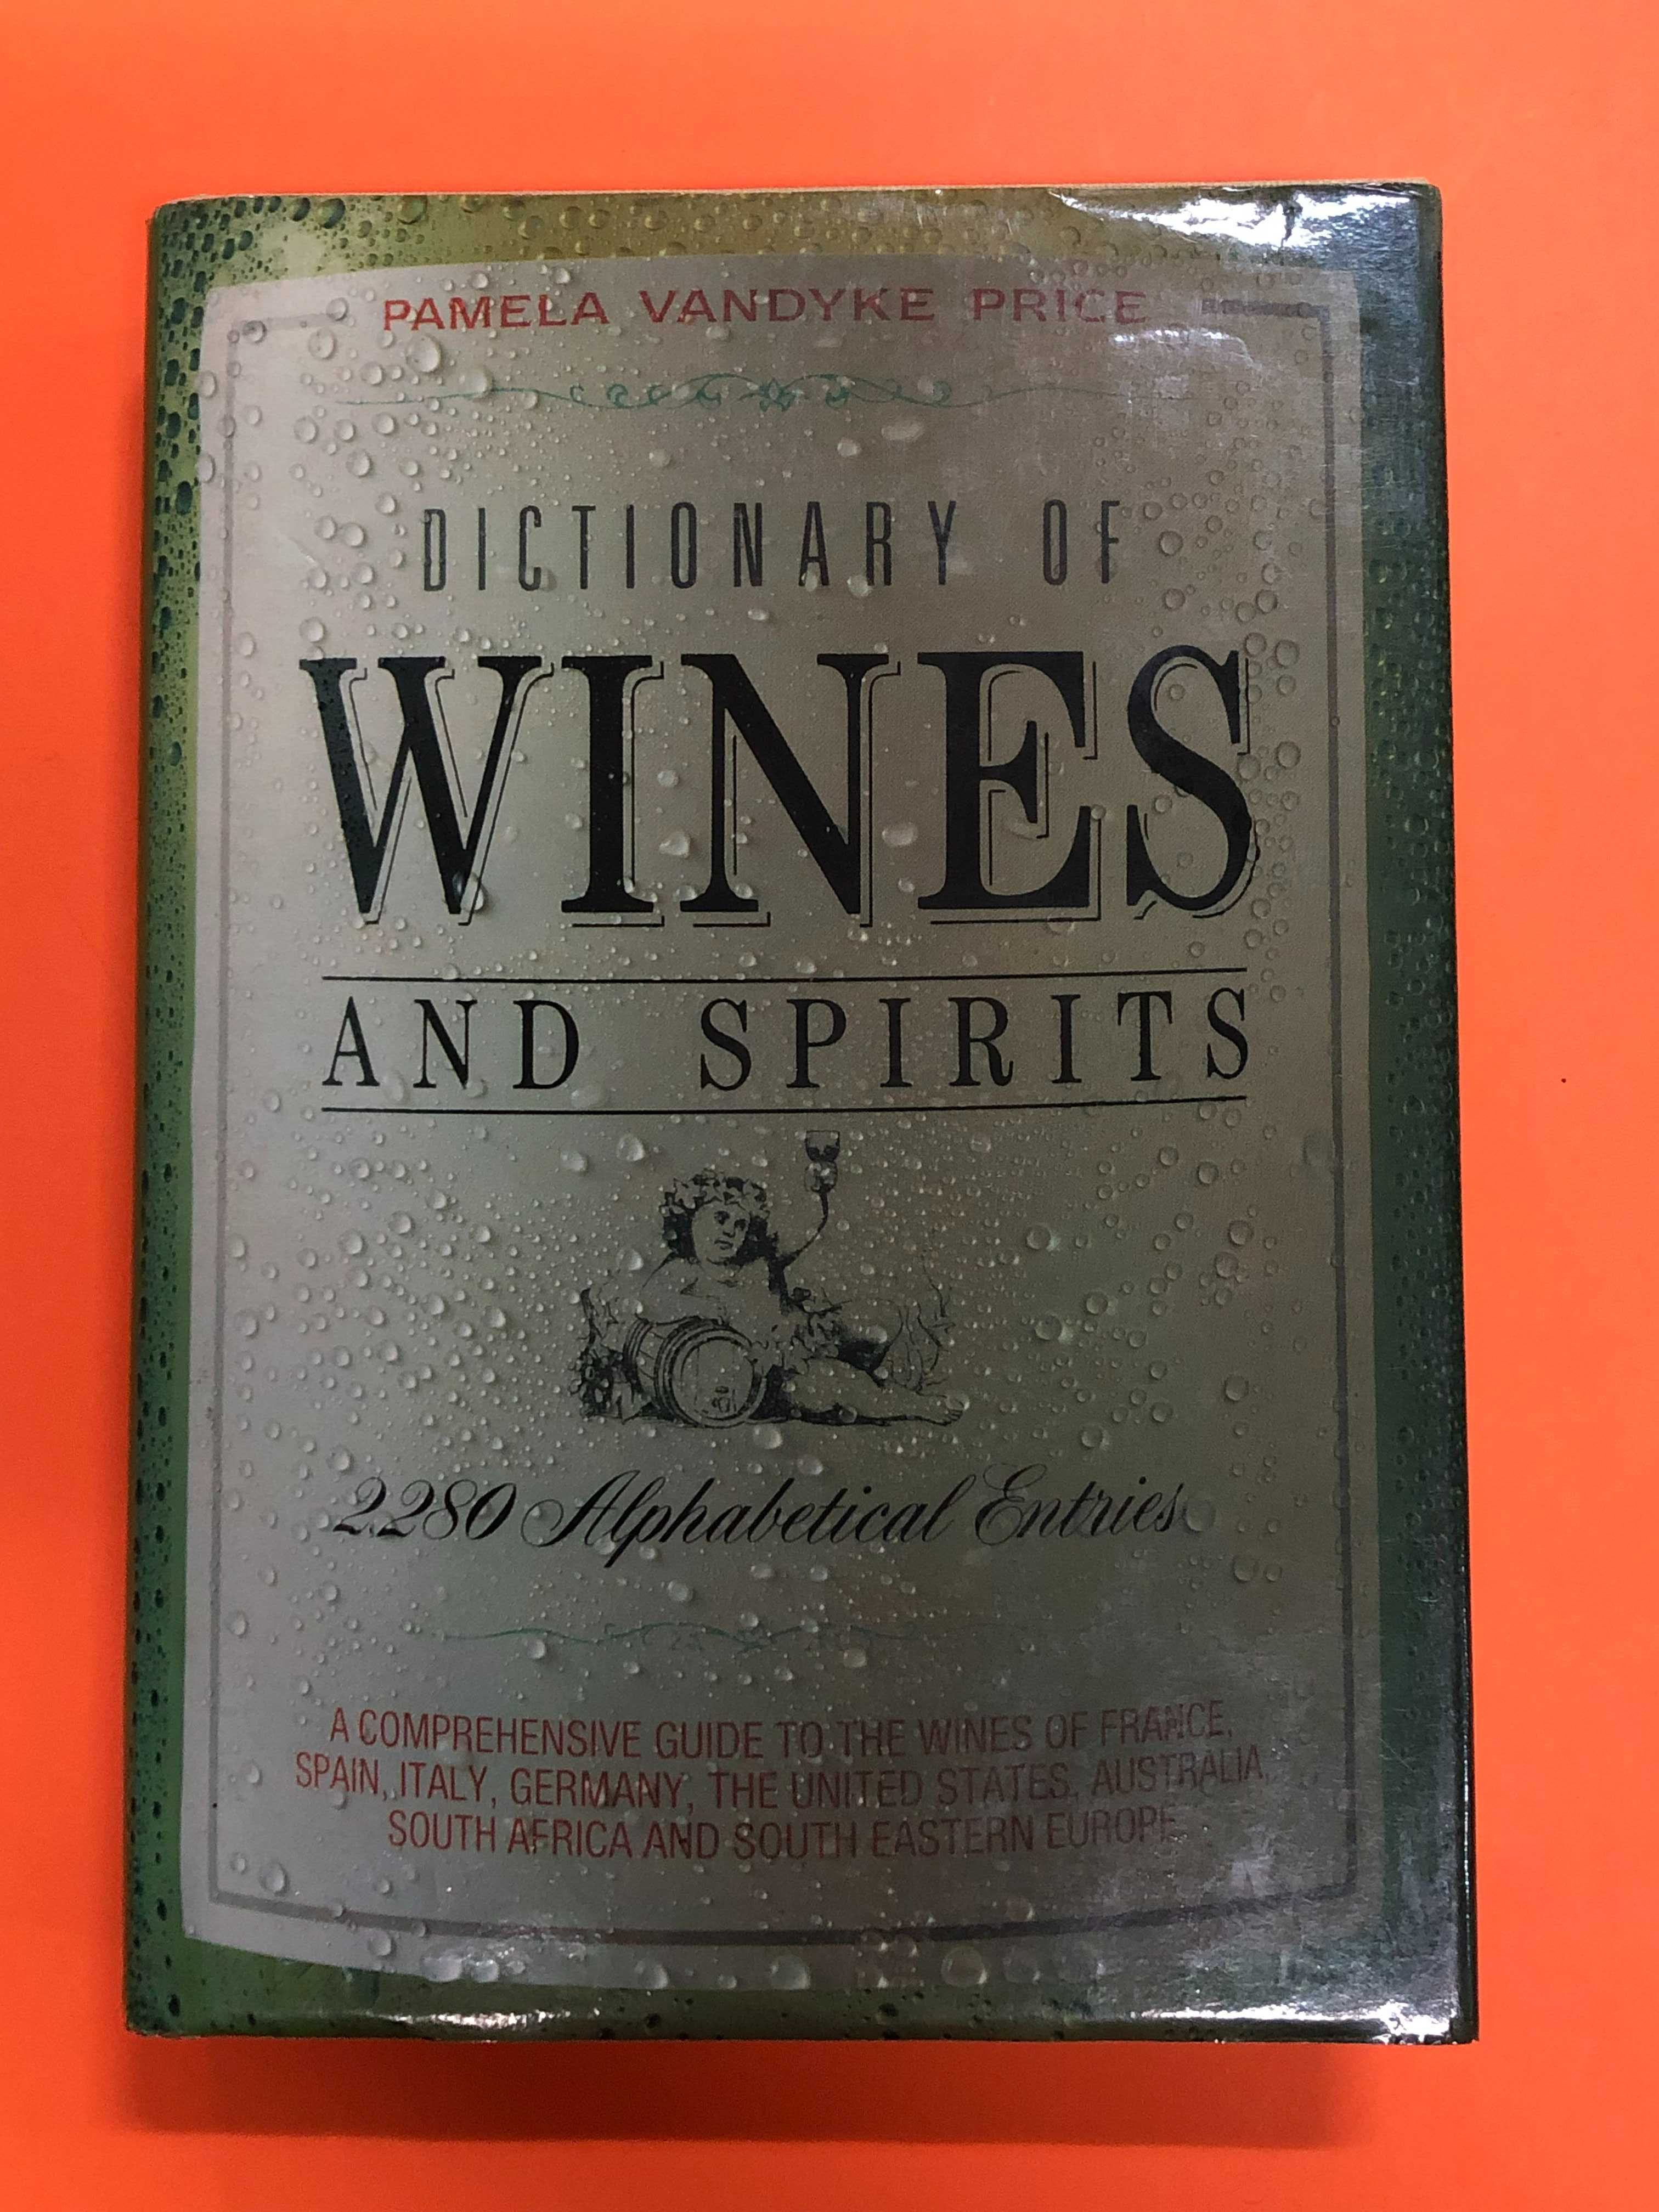 PAMELA VANDYKE PRICE
DICTIONARY OF
WINES
AND SPIRITS
2280 Alphabetical Entries
A COMPREHENSIVE GUIDE TO THE WINES OF FRANCE,
SPAIN, ITALY, GERMANY, THE UNITED STATES, AUSTRALIA,
SOUTH AFRICA AND SOUTH EASTERN EUROPE